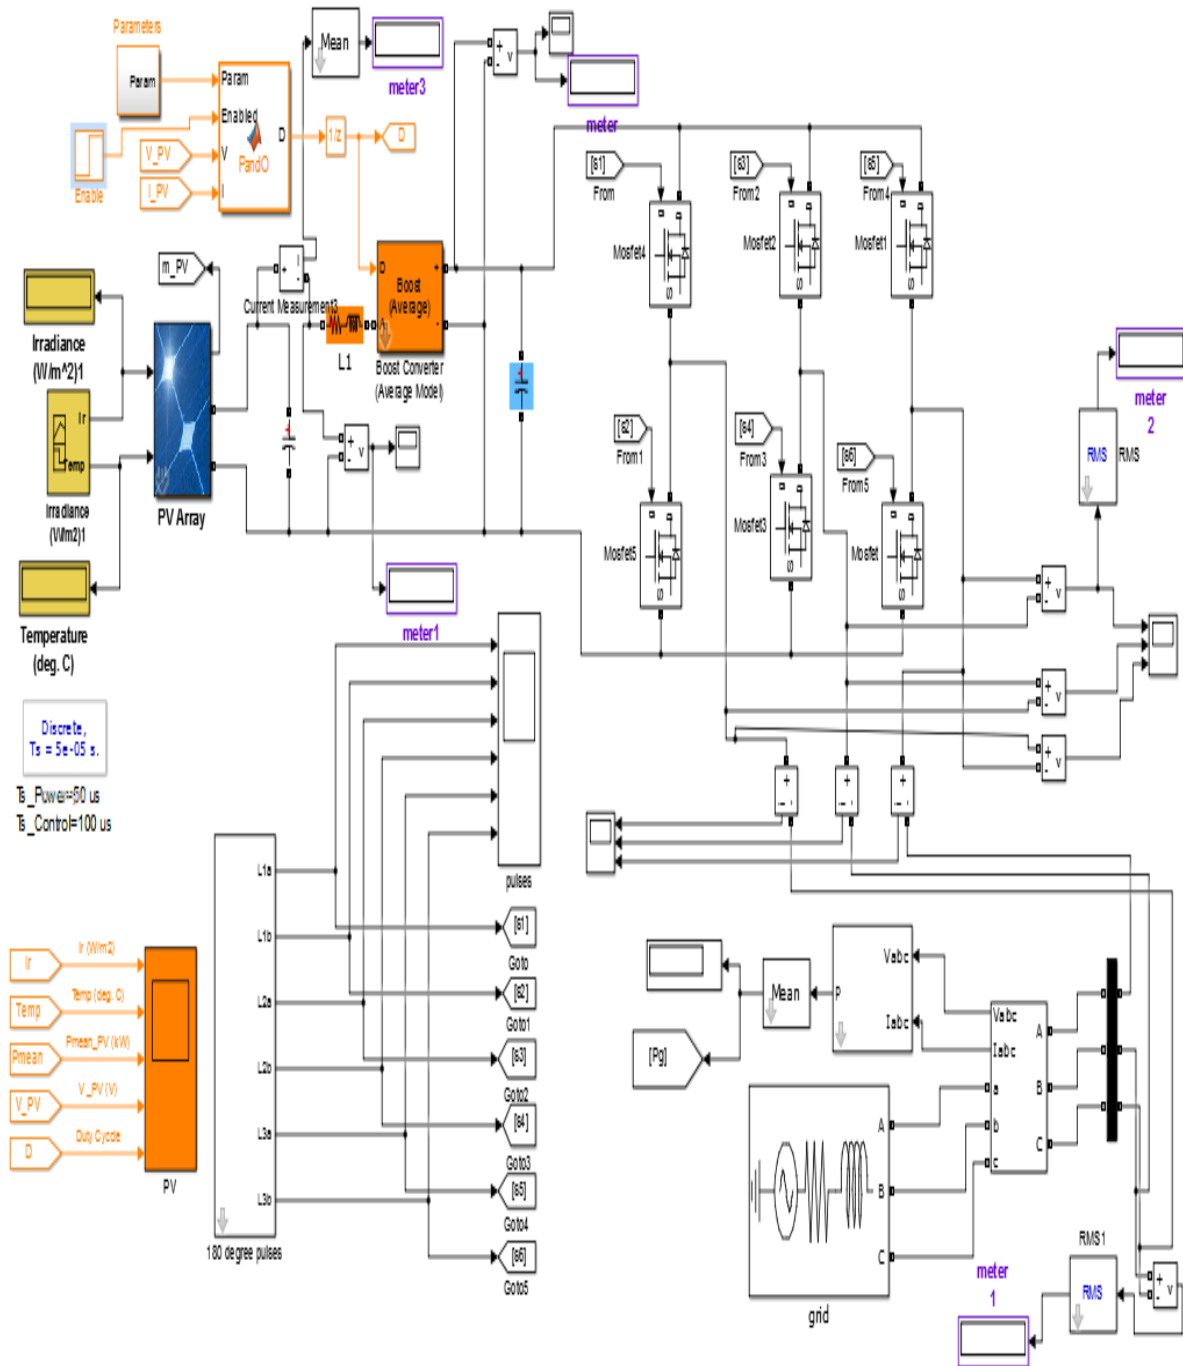 Parameters
Param
Param
Enabled
V
I
D
PandO
Enable
V_PV
I_PV
1/z
D
Mean
meter3
+
-
v
meter
[s1]
From
[s3]
From2
[s5]
From4
Mosfet4
Mosfet2
Mosfet1
m_PV
Current Measurement3
L1
D
A
+
-
Boost
(Average)
Boost Converter
(Average Model)
Irradiance
(W/m^2)1
Ir
Temp
Irradiance
(W/m2)1
PV Array
Temperature
(deg. C)
meter1
[s2]
From1
[s4]
From3
[s6]
From5
Mosfet5
Mosfet3
Mosfet
meter
2
RMS
RMS
Discrete,
Ts = 5e-05 s.
Ts_Power=50 us
Ts_Control=100 us
pulses
L1a
L1b
L2a
L2b
L3a
L3b
180 degree pulses
[s1]
Goto
[s2]
Goto1
[s3]
Goto2
[s4]
Goto3
[s5]
Goto4
[s6]
Goto5
Ir
Ir (W/m2)
Temp
Temp (deg. C)
Pmean
Pmean_PV (kW)
V_PV
V_PV (V)
D
Duty Cycle
PV
[Pg]
Mean
P
Vabc
Iabc
Vabc
Iabc
A
B
C
a
b
c
A
B
C
grid
RMS1
RMS
meter
1